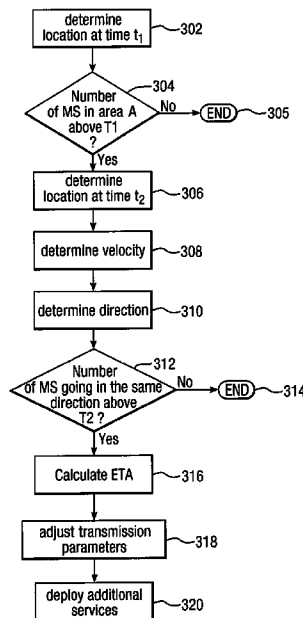 determine
location at time t1
302
304
Number
of MS in area A
above T1
?
No
END
305
Yes
determine
location at time t2
306
determine velocity
308
determine direction
310
312
Number
of MS going in the same
direction above
T2 ?
No
END
314
Yes
Calculate ETA
316
adjust transmission
parameters
318
deploy additional
services
320